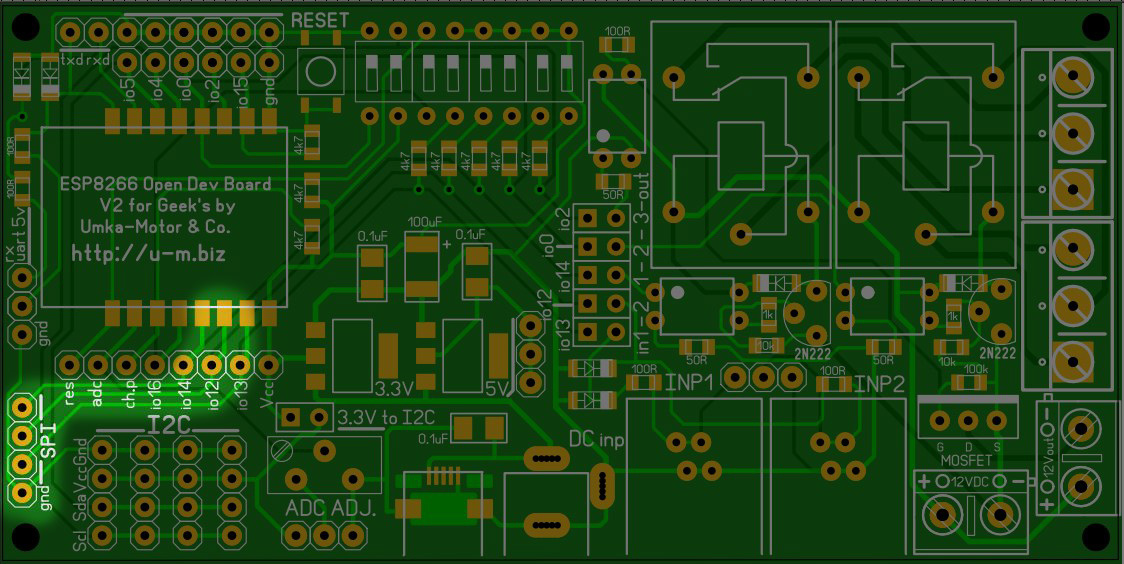 RESET
txd rxd
io5
io4
io0
io2
io15
gnd
100R
100R
100R
4k7
4k7
4k7
4k7
4k7
4k7
4k7
4k7
50R
ESP8266 Open Dev Board
V2 for Geek's by
Umka-Motor & Co.
http://u-m.biz
rx
uart 5v
gnd
0.1uF
100uF
+
0.1uF
io2
io0
io14
io12
io13
in1-2 1-2-3-out
1k
10k
2N222
50R
1k
10k
2N222
50R
100k
res
adc
ch.p
io16
io14
io12
io13
Vcc
3.3V
5V
100R
INP1
100R
INP2
SPI
gnd
I2C
3.3V to I2C
0.1uF
DC inp
Gnd
Vcc
Sda
Scl
ADC ADJ.
G D S
MOSFET
+ 12VDC -
- 12Vout +